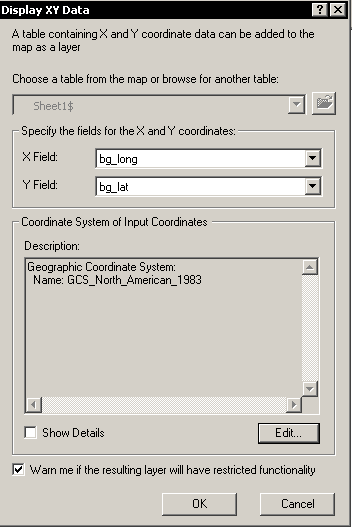 Display XY Data
A table containing X and Y coordinate data can be added to the
map as a layer
Choose a table from the map or browse for another table:
Sheet1$
Specify the fields for the X and Y coordinates:
X Field: bg_long
Y Field: bg_lat
Coordinate System of Input Coordinates
Description:
Geographic Coordinate System:
Name: GCS_North_American_1983
Show Details Edit...
Warn me if the resulting layer will have restricted functionality
OK Cancel